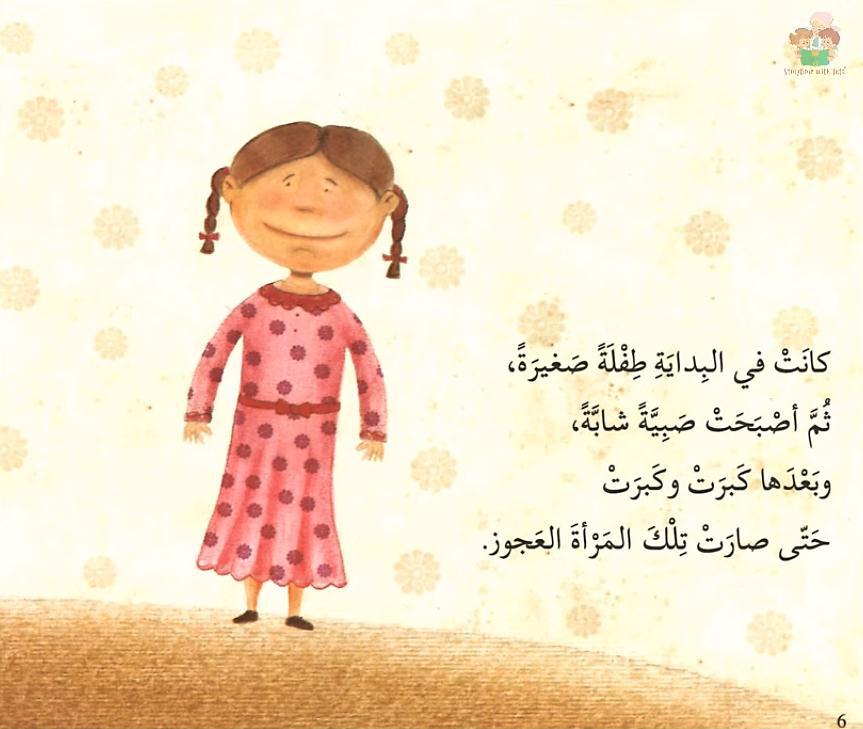 Storytime with Teta
كانَتْ في البِدايَةِ طِفْلَةً صَغيرَةً،
ثُمَّ أصْبَحَتْ صَبِيَّةً شابَّةً،
وبَعْدَها كَبرَتْ وكَبرَتْ
حَتّى صارَتْ تِلْكَ المَرْأةَ العَجوز.
6